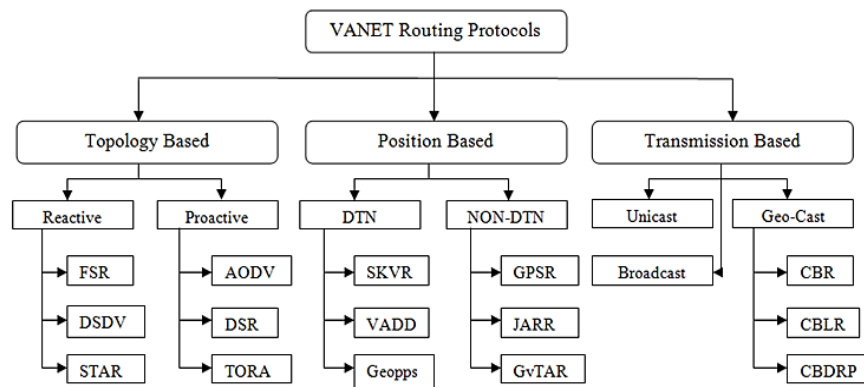 VANET Routing Protocols
Topology Based
Position Based
Transmission Based
Reactive
Proactive
DTN
NON-DTN
Unicast
Geo-Cast
FSR
AODV
SKVR
GPSR
Broadcast
CBR
DSDV
DSR
VADD
JARR
CBLR
STAR
TORA
Geopps
GvTAR
CBDRP